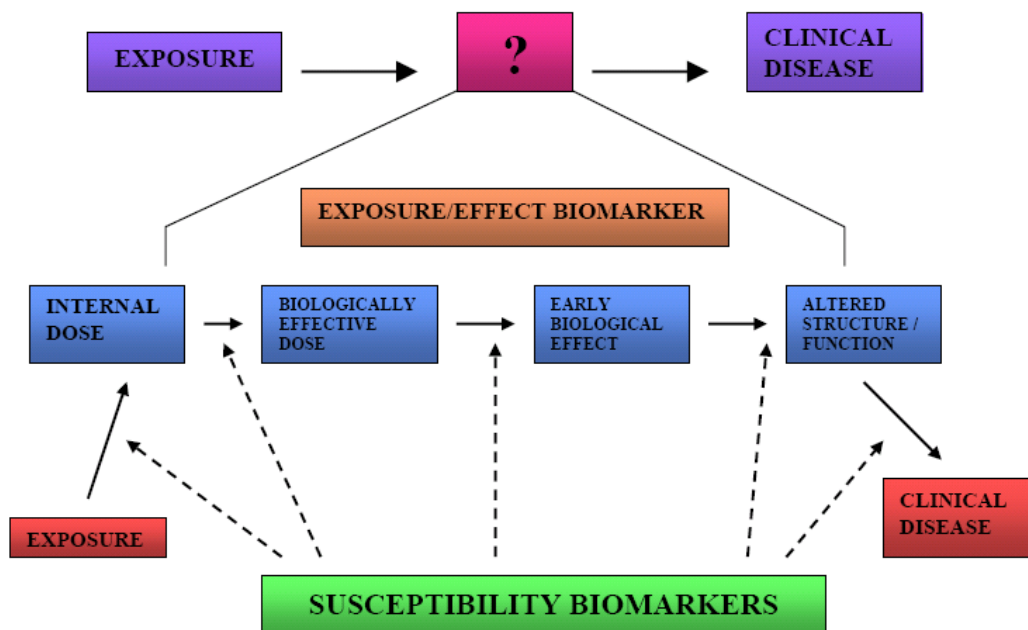 EXPOSURE
?
CLINICAL
DISEASE
EXPOSURE/EFFECT BIOMARKER
INTERNAL
DOSE
BIOLOGICALLY
EFFECTIVE
DOSE
EARLY
BIOLOGICAL
EFFECT
ALTERED
STRUCTURE /
FUNCTION
EXPOSURE
CLINICAL
DISEASE
SUSCEPTIBILITY BIOMARKERS